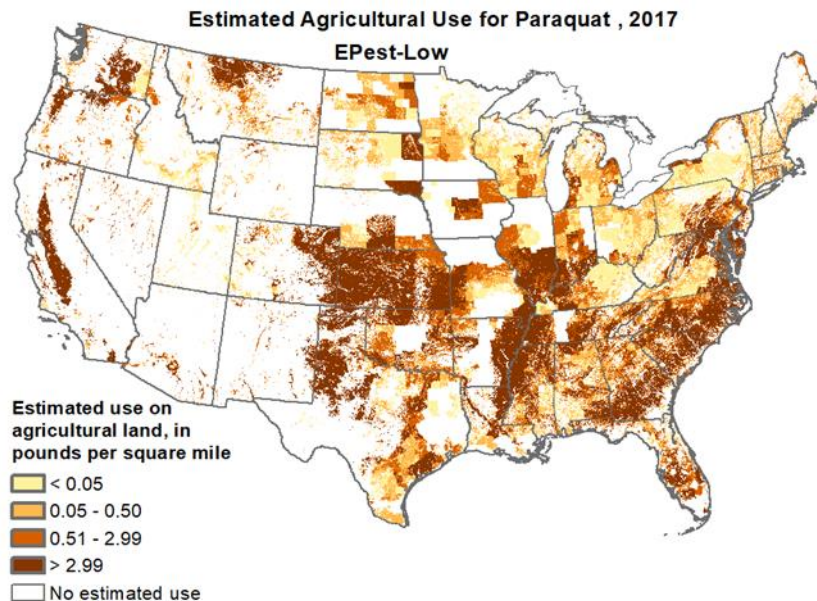 Estimated Agricultural Use for Paraquat , 2017
EPest-Low
Estimated use on
agricultural land, in
pounds per square mile
< 0.05
0.05 - 0.50
0.51 - 2.99
> 2.99
No estimated use